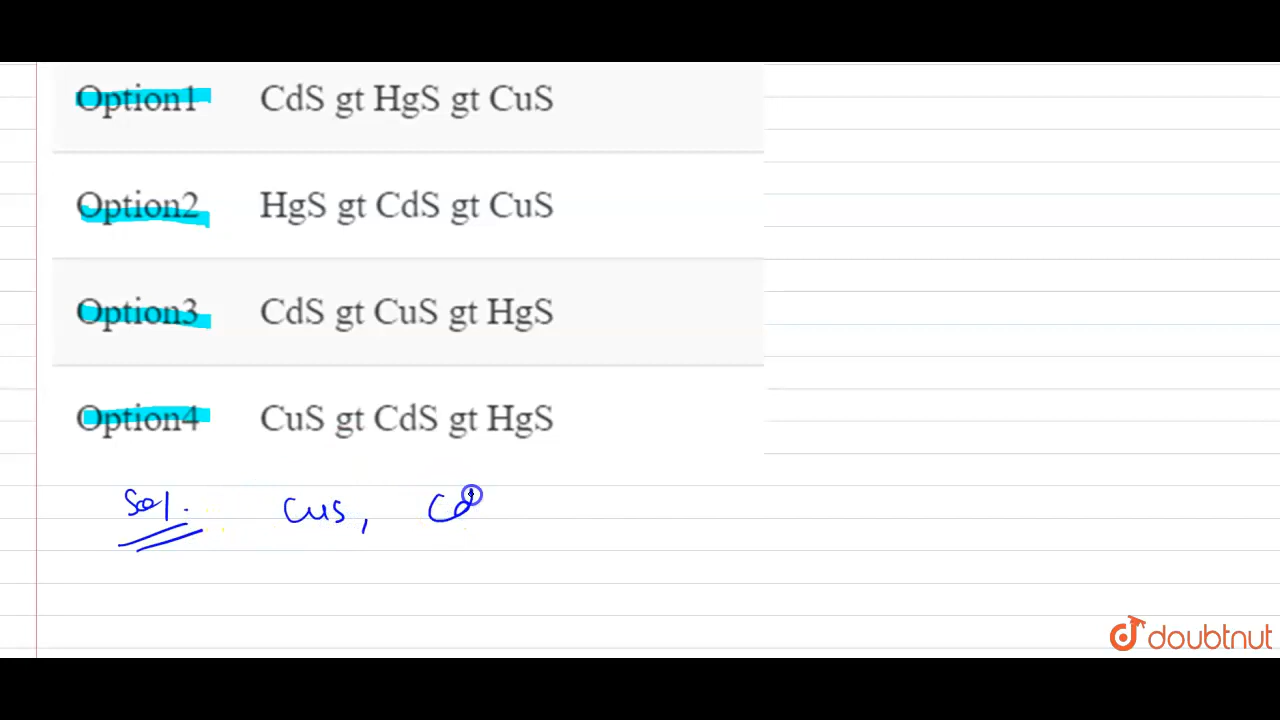 Option1 CdS gt HgS gt CuS
Option2 HgS gt CdS gt CuS
Option3 CdS gt CuS gt HgS
Option4 CuS gt CdS gt HgS
Sol. CuS, Cd
doubtnut